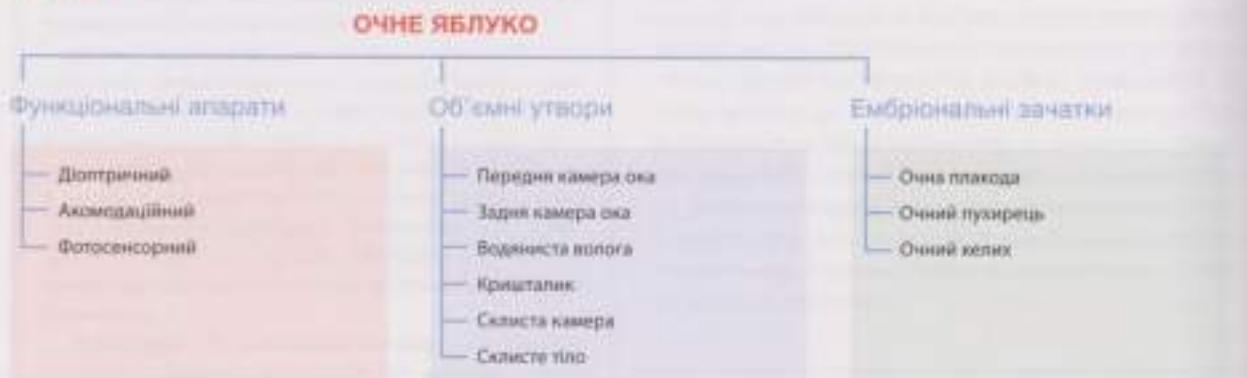 ОЧНЕ ЯБЛУКО
Функціональні апарати
Діоптричний
Акомодаційний
Фотосенсорний
Об´ємні утвори
Передня камера ока
Задня камера ока
Водяниста волога
Кришталик
Склиста камера
Склисте тіло
Ембріональні зачатки
Очна плакода
Очний пухирець
Очний келих